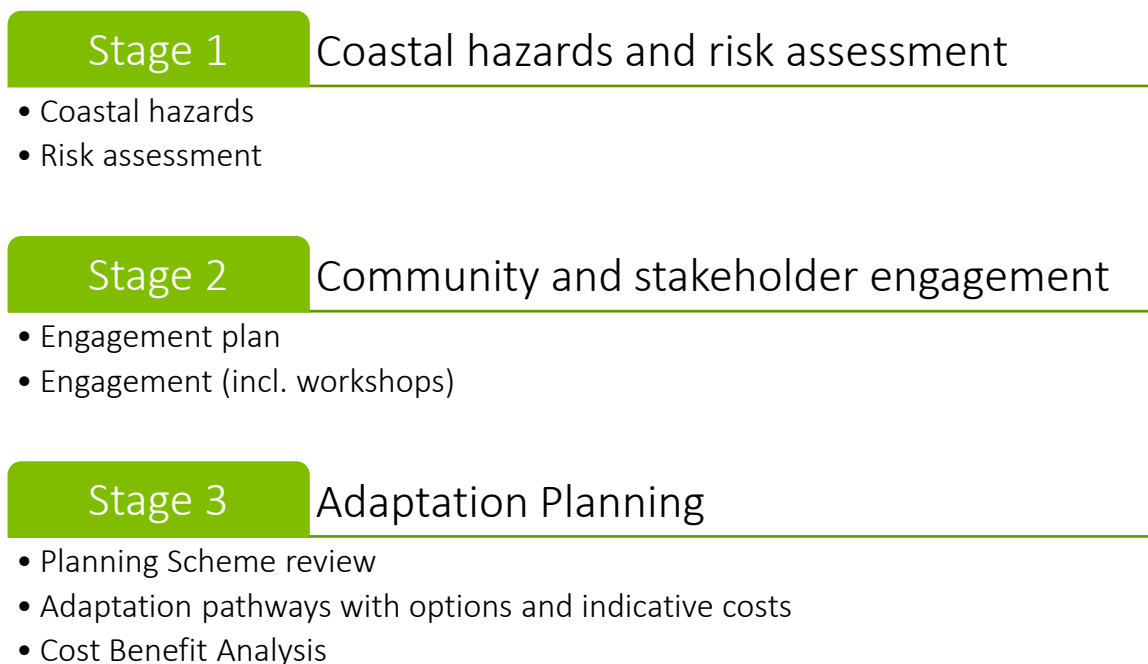 Stage 1 Coastal hazards and risk assessment
• Coastal hazards
• Risk assessment
Stage 2 Community and stakeholder engagement
• Engagement plan
• Engagement (incl. workshops)
Stage 3 Adaptation Planning
• Planning Scheme review
• Adaptation pathways with options and indicative costs
• Cost Benefit Analysis